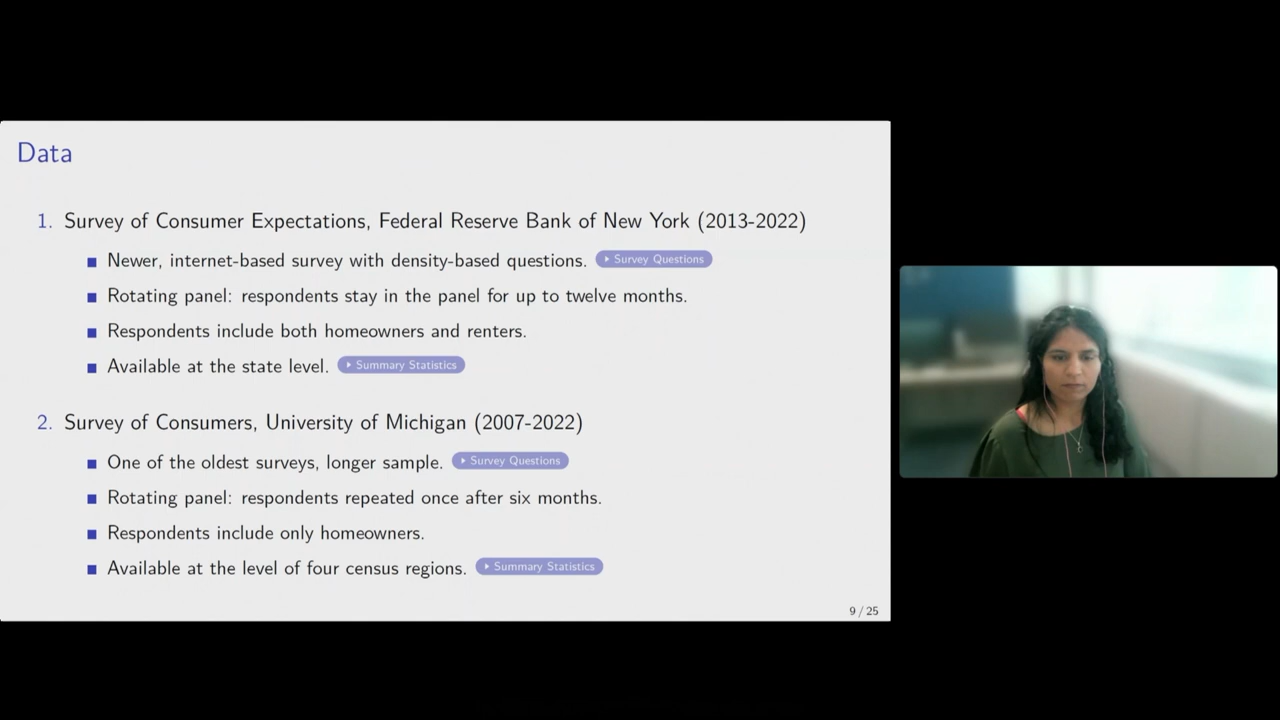 Data
1. Survey of Consumer Expectations, Federal Reserve Bank of New York (2013-2022)
Newer, internet-based survey with density-based questions. Survey Questions
Rotating panel: respondents stay in the panel for up to twelve months.
Respondents include both homeowners and renters.
Available at the state level. Summary Statistics
2. Survey of Consumers, University of Michigan (2007-2022)
One of the oldest surveys, longer sample. Survey Questions
Rotating panel: respondents repeated once after six months.
Respondents include only homeowners.
Available at the level of four census regions. Summary Statistics
9 / 25